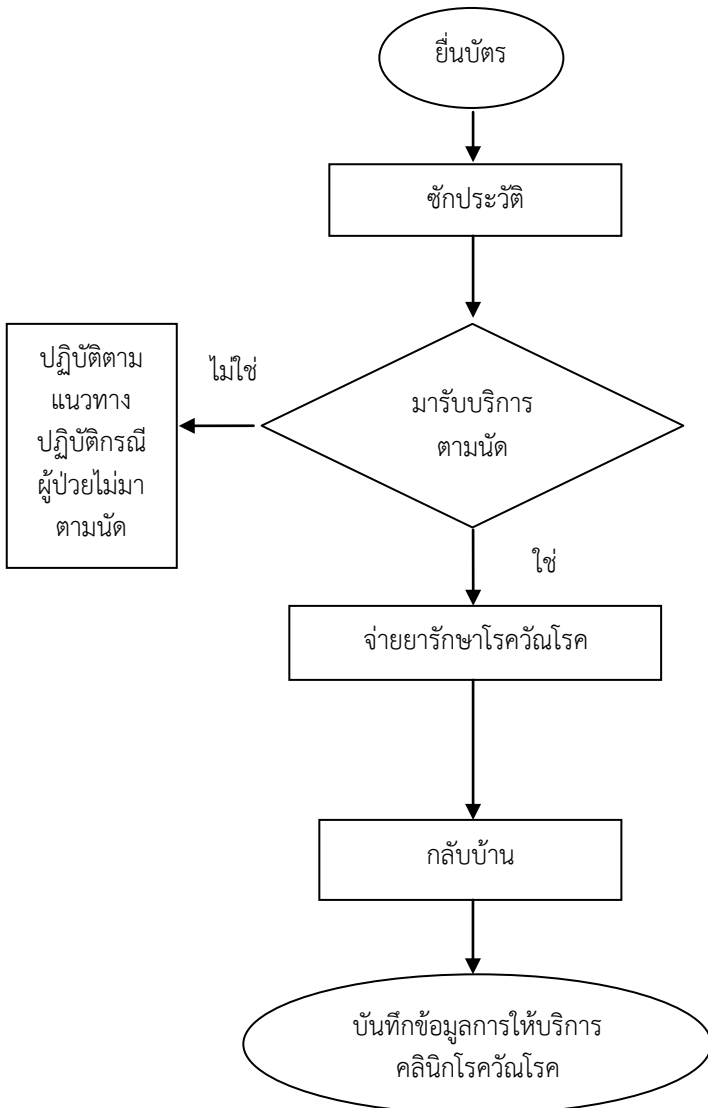 ยื่นบัตร
ซักประวัติ
มารับบริการ
ตามนัด
ไม่ใช่
ปฏิบัติตาม
แนวทาง
ปฏิบัติกรณี
ผู้ป่วยไม่มา
ตามนัด
ใช่
จ่ายยารักษาโรควัณโรค
กลับบ้าน
บันทึกข้อมูลการให้บริการ
คลินิกโรควัณโรค